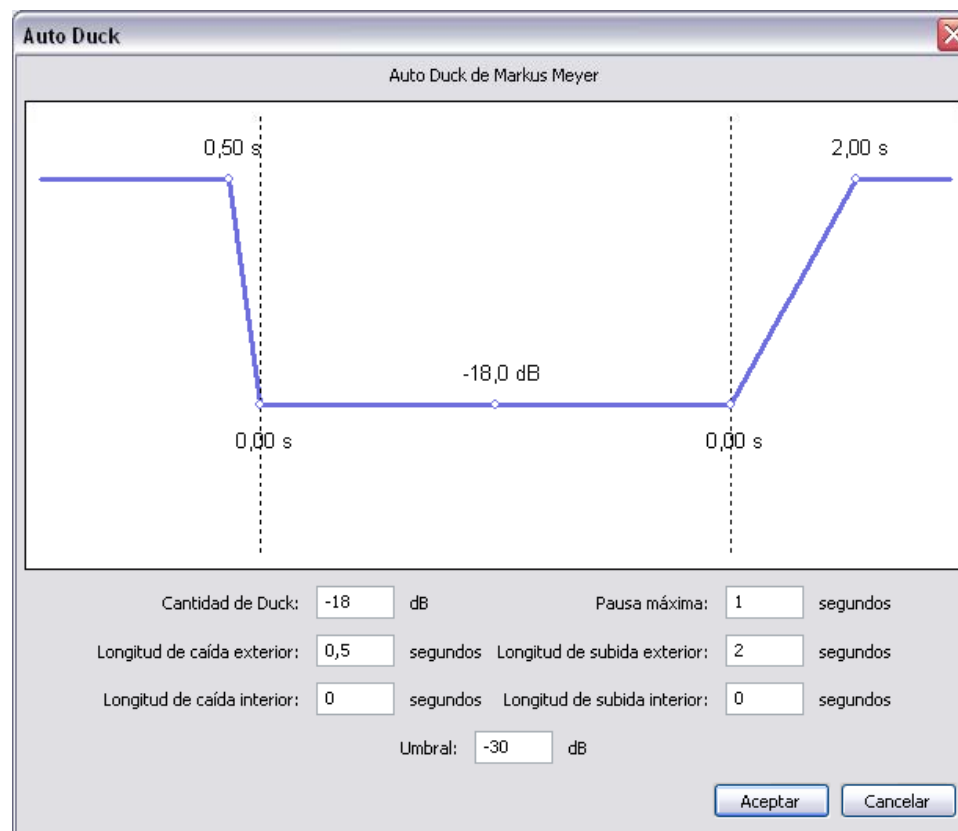 Auto Duck
Auto Duck de Markus Meyer
0,50 s
2,00 s
-18,0 dB
0,00 s
0,00 s
Cantidad de Duck: -18 dB
Pausa máxima: 1 segundos
Longitud de caída exterior: 0,5 segundos
Longitud de subida exterior: 2 segundos
Longitud de caída interior: 0 segundos
Longitud de subida interior: 0 segundos
Umbral: -30 dB
Aceptar
Cancelar